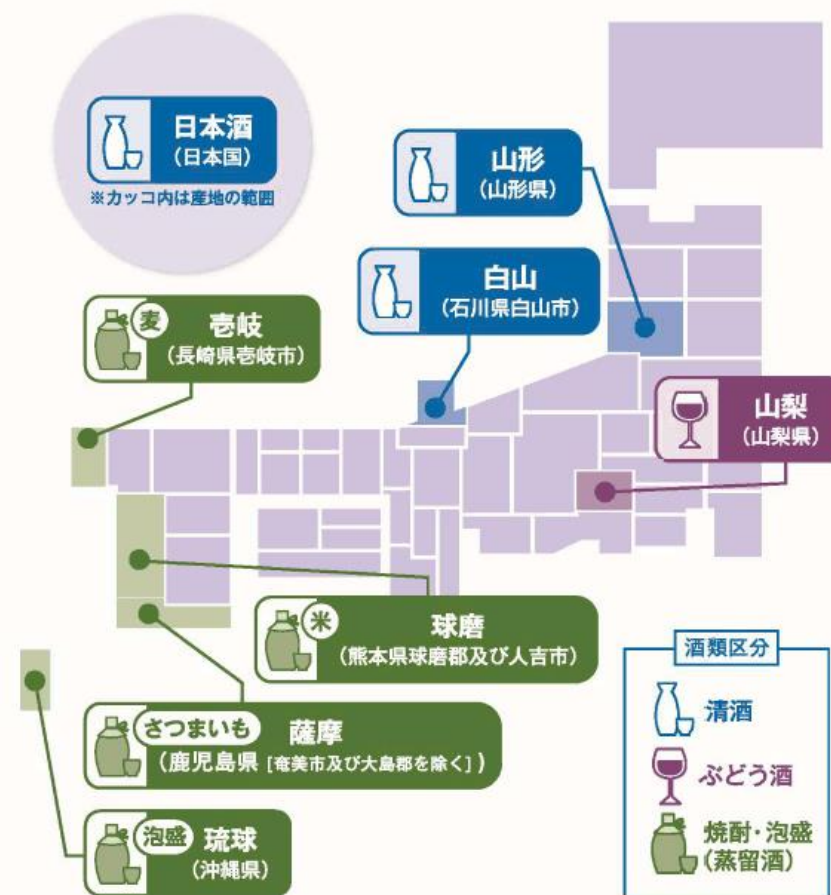 日本酒
(日本国)
※カッコ内は産地の範囲
山形
(山形県)
白山
(石川県白山市)
麦
壱岐
(長崎県壱岐市)
山梨
(山梨県)
米
球磨
(熊本県球磨郡及び人吉市)
さつまいも
薩摩
(鹿児島県 [奄美市及び大島郡を除く] )
泡盛
琉球
(沖縄県)
酒類区分
清酒
ぶどう酒
焼酎・泡盛
(蒸留酒)